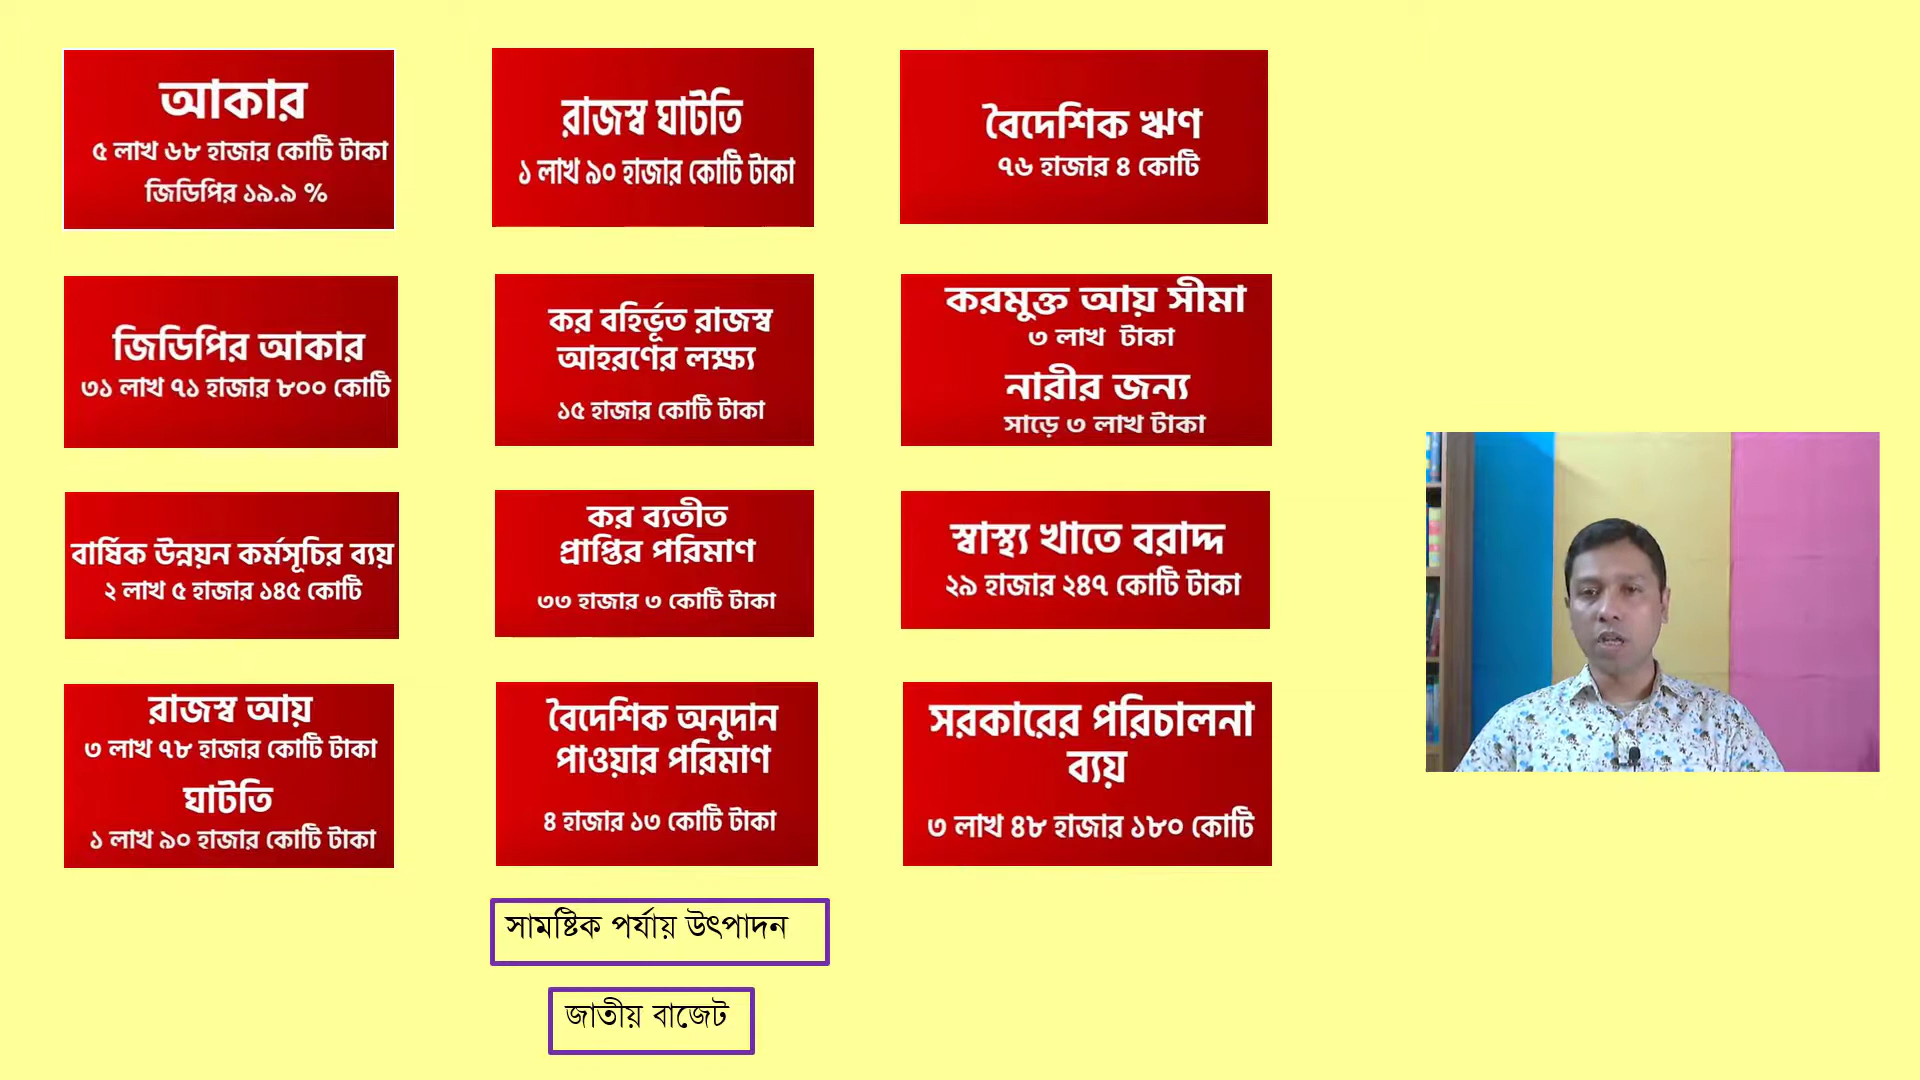 আকার
৫ লাখ ৬৮ হাজার কোটি টাকা
জিডিপির ১৯.৯ %
রাজস্ব ঘাটতি
১ লাখ ৯০ হাজার কোটি টাকা
বৈদেশিক ঋণ
৭৬ হাজার ৪ কোটি
জিডিপির আকার
৩১ লাখ ৭১ হাজার ৮০০ কোটি
কর বহির্ভূত রাজস্ব
আহরণের লক্ষ্য
১৫ হাজার কোটি টাকা
করমুক্ত আয় সীমা
৩ লাখ টাকা
নারীর জন্য
সাড়ে ৩ লাখ টাকা
বার্ষিক উন্নয়ন কর্মসূচির ব্যয়
২ লাখ ৫ হাজার ১৪৫ কোটি
কর ব্যতীত
প্রাপ্তির পরিমাণ
৩৩ হাজার ৩ কোটি টাকা
স্বাস্থ্য খাতে বরাদ্দ
২৯ হাজার ২৪৭ কোটি টাকা
রাজস্ব আয়
৩ লাখ ৭৮ হাজার কোটি টাকা
ঘাটতি
১ লাখ ৯০ হাজার কোটি টাকা
বৈদেশিক অনুদান
পাওয়ার পরিমাণ
৪ হাজার ১৩ কোটি টাকা
সরকারের পরিচালনা
ব্যয়
৩ লাখ ৪৮ হাজার ১৮০ কোটি
সামষ্টিক পর্যায় উৎপাদন
জাতীয় বাজেট